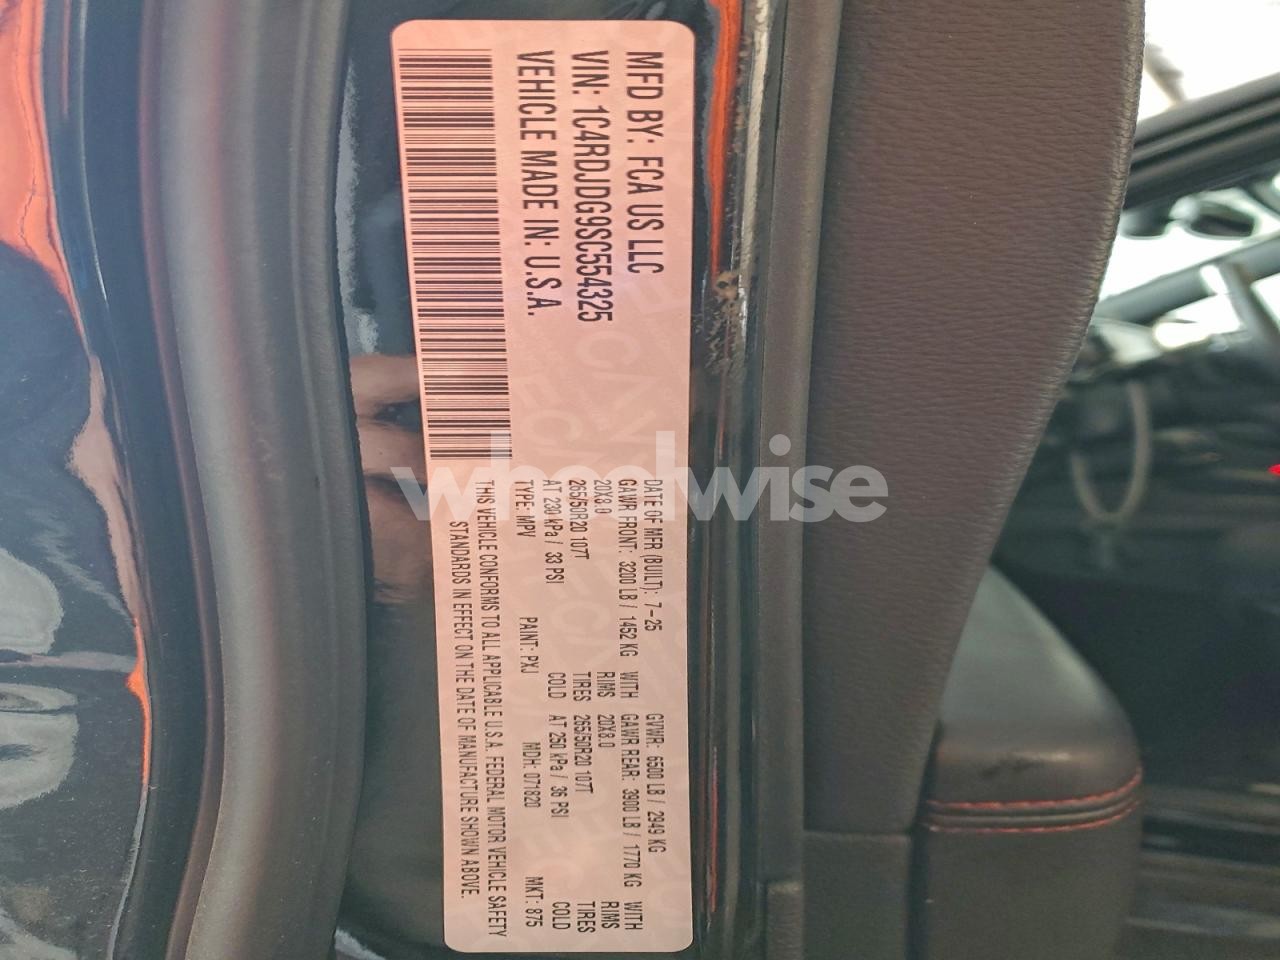 MFD BY: FCA US LLC
VIN: 1C4RDJDG9SC554325
VEHICLE MADE IN: U.S.A.
DATE OF MFR (BUILT): 7-25 GVWR: 6500 LB / 2949 KG
GAWR FRONT: 3200 LB / 1452 KG WITH GAWR REAR: 3900 LB / 1770 KG WITH
20X8.0 RIMS 20X8.0 RIMS
265/50R20 107T TIRES 265/50R20 107T TIRES
AT 230 kPa / 33 PSI COLD AT 250 kPa / 36 PSI COLD
TYPE: MPV PAINT: PXJ MDH: 071820 MKT: 875
THIS VEHICLE CONFORMS TO ALL APPLICABLE U.S.A. FEDERAL MOTOR VEHICLE SAFETY
STANDARDS IN EFFECT ON THE DATE OF MANUFACTURE SHOWN ABOVE.
wheelwise